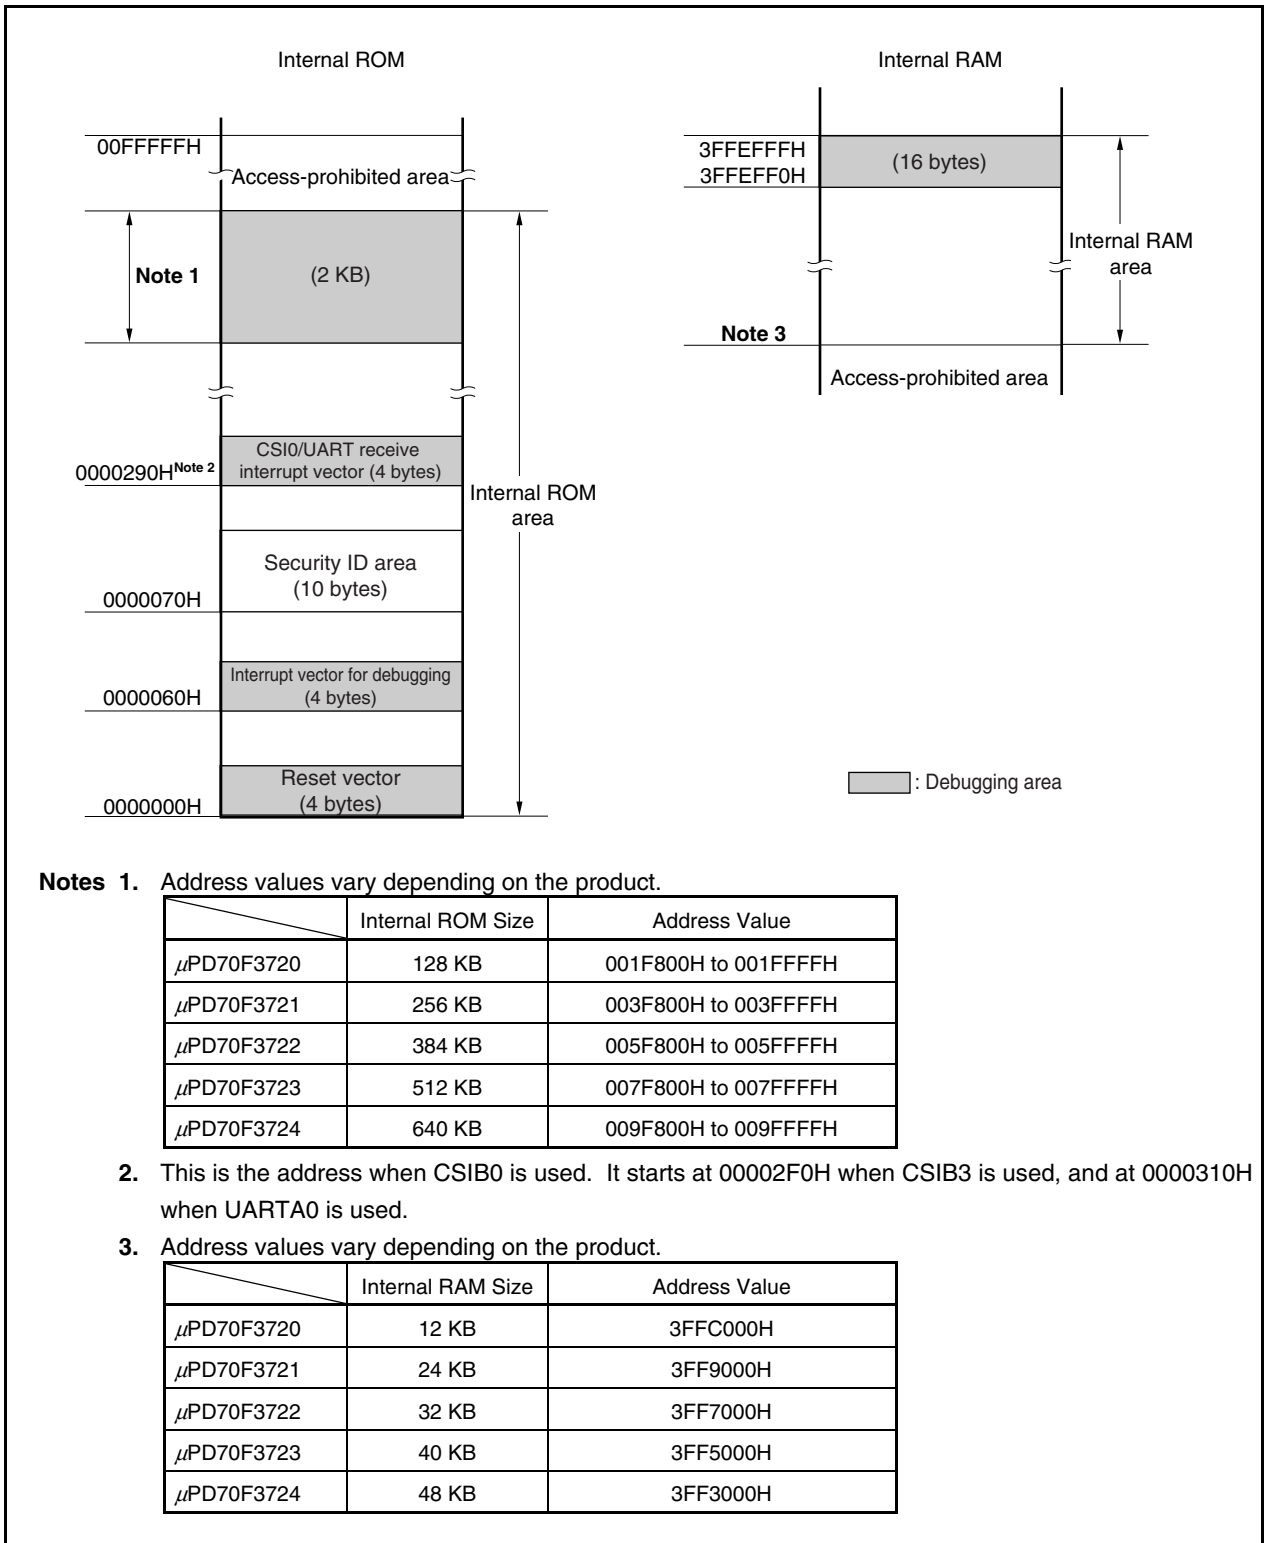 Internal ROM
00FFFFFH
Access-prohibited area
Note 1
(2 KB)
CSI0/UART receive
interrupt vector (4 bytes)
0000290H Note 2
Internal ROM
area
Security ID area
(10 bytes)
0000070H
Interrupt vector for debugging
(4 bytes)
0000060H
Reset vector
(4 bytes)
0000000H
Internal RAM
3FFEFFFH
3FFEFF0H
(16 bytes)
Internal RAM
area
Note 3
Access-prohibited area
: Debugging area
Notes 1. Address values vary depending on the product.
Internal ROM Size Address Value
μPD70F3720 128 KB 001F800H to 001FFFFH
μPD70F3721 256 KB 003F800H to 003FFFFH
μPD70F3722 384 KB 005F800H to 005FFFFH
μPD70F3723 512 KB 007F800H to 007FFFFH
μPD70F3724 640 KB 009F800H to 009FFFFH
2. This is the address when CSIB0 is used. It starts at 00002F0H when CSIB3 is used, and at 0000310H
when UARTA0 is used.
3. Address values vary depending on the product.
Internal RAM Size Address Value
μPD70F3720 12 KB 3FFC000H
μPD70F3721 24 KB 3FF9000H
μPD70F3722 32 KB 3FF7000H
μPD70F3723 40 KB 3FF5000H
μPD70F3724 48 KB 3FF3000H